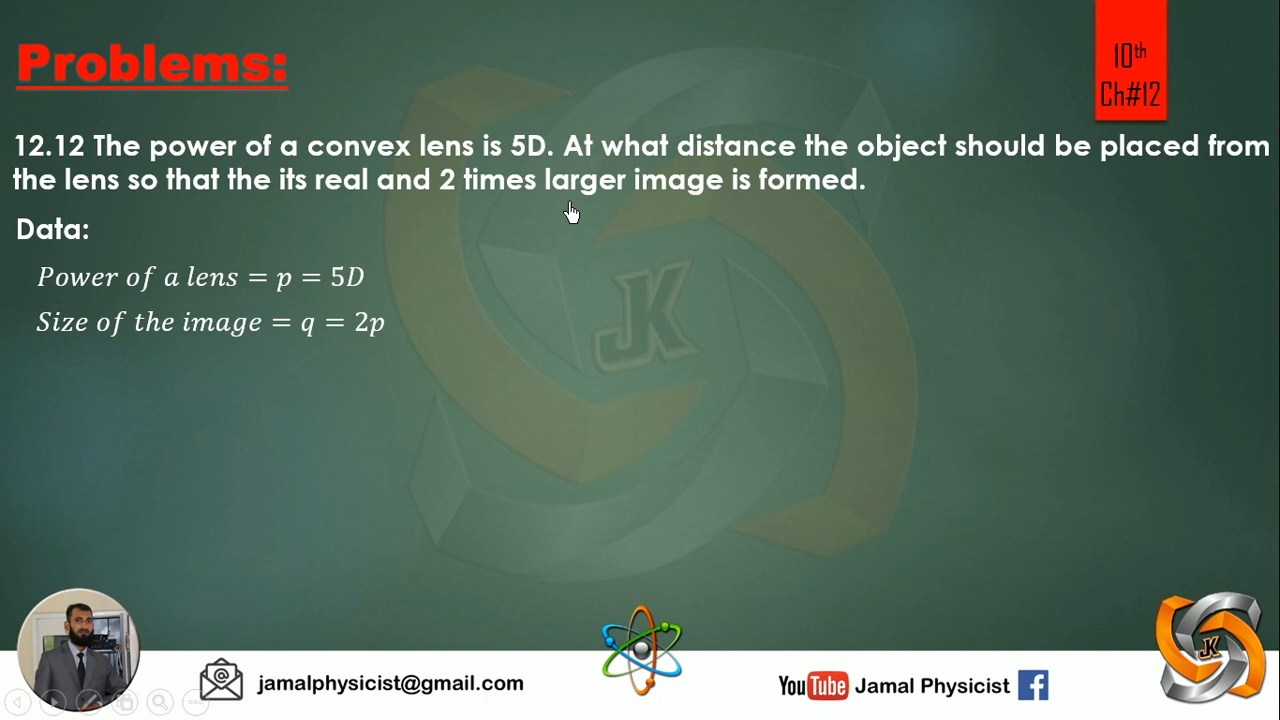 Problems:
10th
Ch#12
12.12 The power of a convex lens is 5D. At what distance the object should be placed from
the lens so that the its real and 2 times larger image is formed.
Data:
Power of a lens = p = 5D
Size of the image = q = 2p
JK
jamalphysicist@gmail.com
YouTube Jamal Physicist f
JK